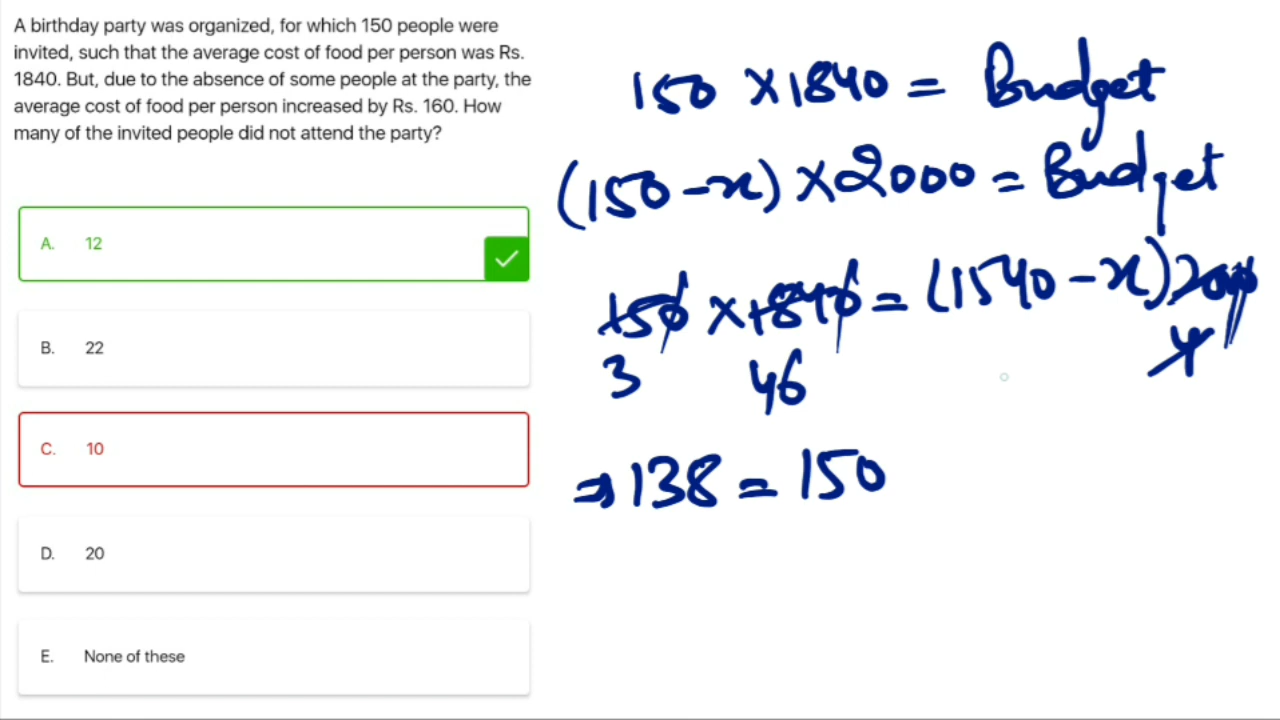 A birthday party was organized, for which 150 people were
invited, such that the average cost of food per person was Rs.
1840. But, due to the absence of some people at the party, the
average cost of food per person increased by Rs. 160. How
many of the invited people did not attend the party?
A. 12
B. 22
C. 10
D. 20
E. None of these
150 × 1840 = Budget
(150 - x) × 2000 = Budget
150 × 1840 = (1540 - x) 2000
3 46 4
⇒ 138 = 150